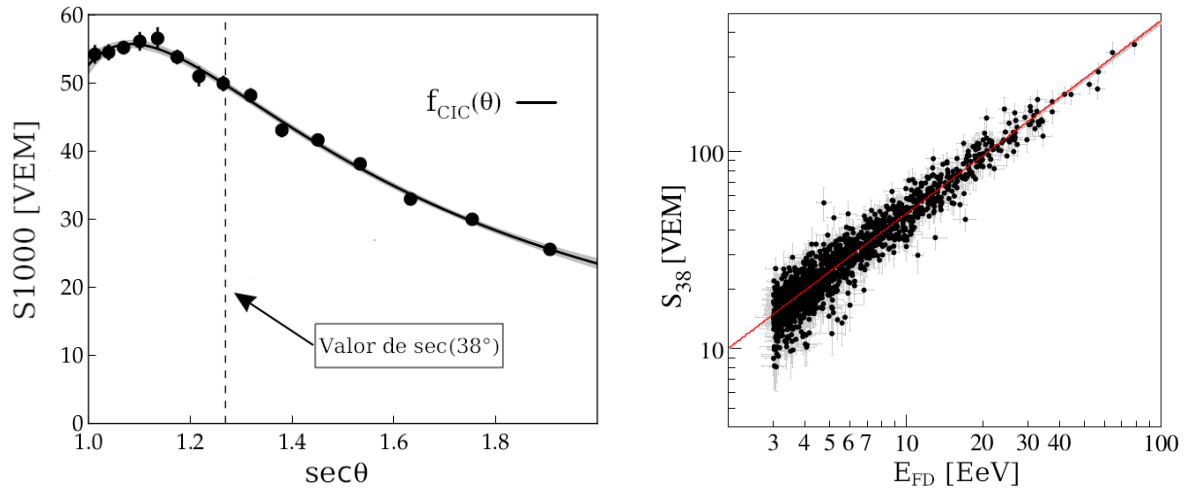 60
50
40
30
20
10
0
S1000 [VEM]
f_CIC(θ)
Valor de sec(38°)
1.0 1.2 1.4 1.6 1.8
secθ
100
10
S_38 [VEM]
3 4 5 6 7 10 20 30 40 100
E_FD [EeV]